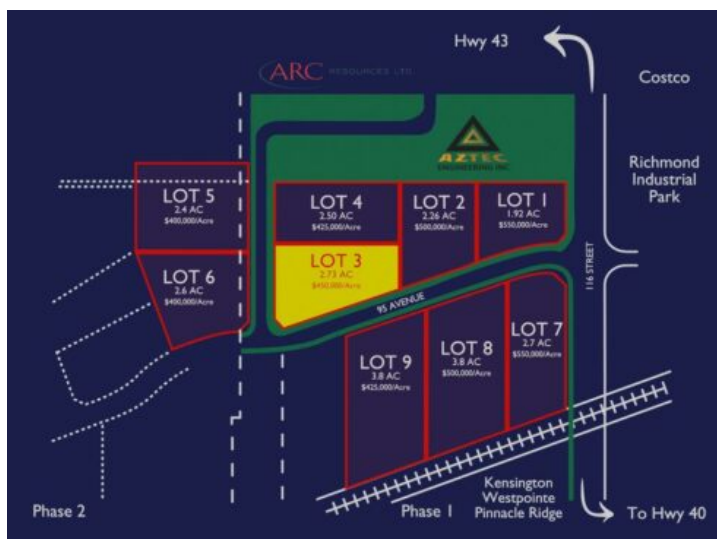 Hwy 43
ARC RESOURCES LTD.
Costco
AZTEC
ENGINEERING INC.
Richmond
Industrial
Park
LOT 5
2.4 AC
$400,000/Acre
LOT 4
2.50 AC
$425,000/Acre
LOT 2
2.26 AC
$500,000/Acre
LOT 1
1.92 AC
$550,000/Acre
LOT 3
2.73 AC
$450,000/Acre
LOT 6
2.6 AC
$400,000/Acre
95 AVENUE
116 STREET
LOT 7
2.7 AC
$550,000/Acre
LOT 8
3.8 AC
$500,000/Acre
LOT 9
3.8 AC
$425,000/Acre
Kensington
Westpointe
Pinnacle Ridge
Phase 2
Phase 1
To Hwy 40